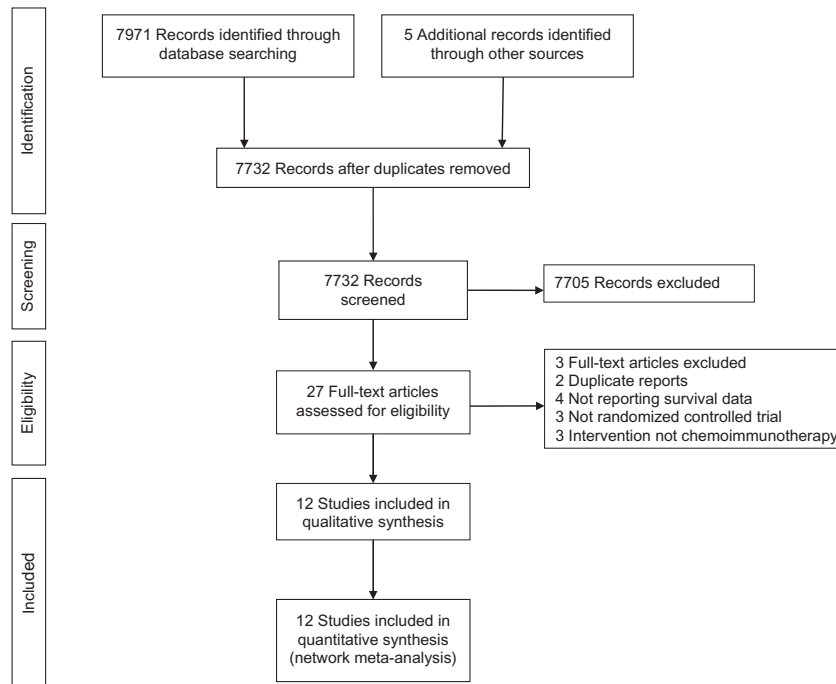 Identification
7971 Records identified through
database searching
5 Additional records identified
through other sources
7732 Records after duplicates removed
Screening
7732 Records
screened
7705 Records excluded
Eligibility
27 Full-text articles
assessed for eligibility
3 Full-text articles excluded
2 Duplicate reports
4 Not reporting survival data
3 Not randomized controlled trial
3 Intervention not chemoimmunotherapy
Included
12 Studies included in
qualitative synthesis
12 Studies included in
quantitative synthesis
(network meta-analysis)